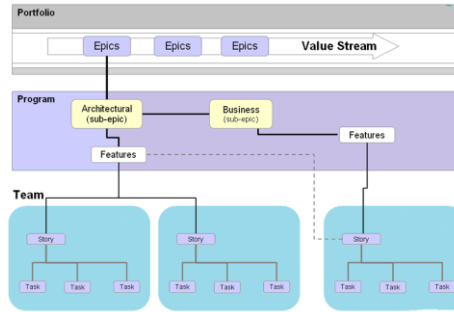 Portfolio
Epics Epics Epics Value Stream
Program
Architectural
(sub-epic)
Business
(sub-epic)
Features
Features
Team
Story Story Story
Task Task Task Task Task Task Task Task Task